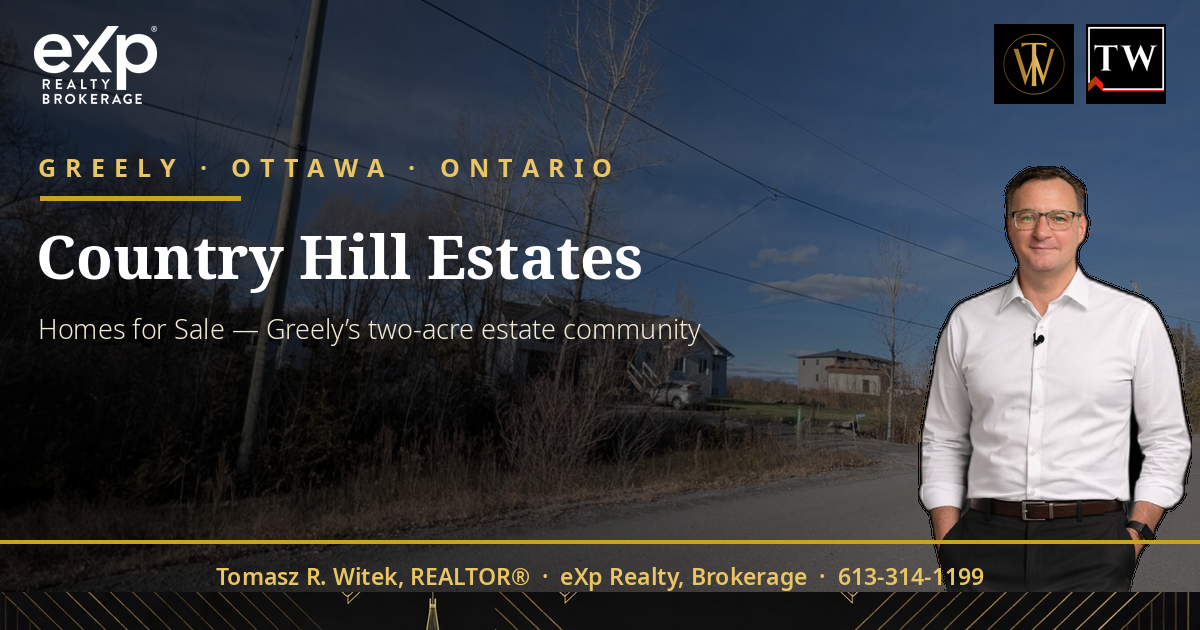 eXp®
REALTY
BROKERAGE
TW
TW
GREELY · OTTAWA · ONTARIO
Country Hill Estates
Homes for Sale — Greely’s two-acre estate community
Tomasz R. Witek, REALTOR® · eXp Realty, Brokerage · 613-314-1199